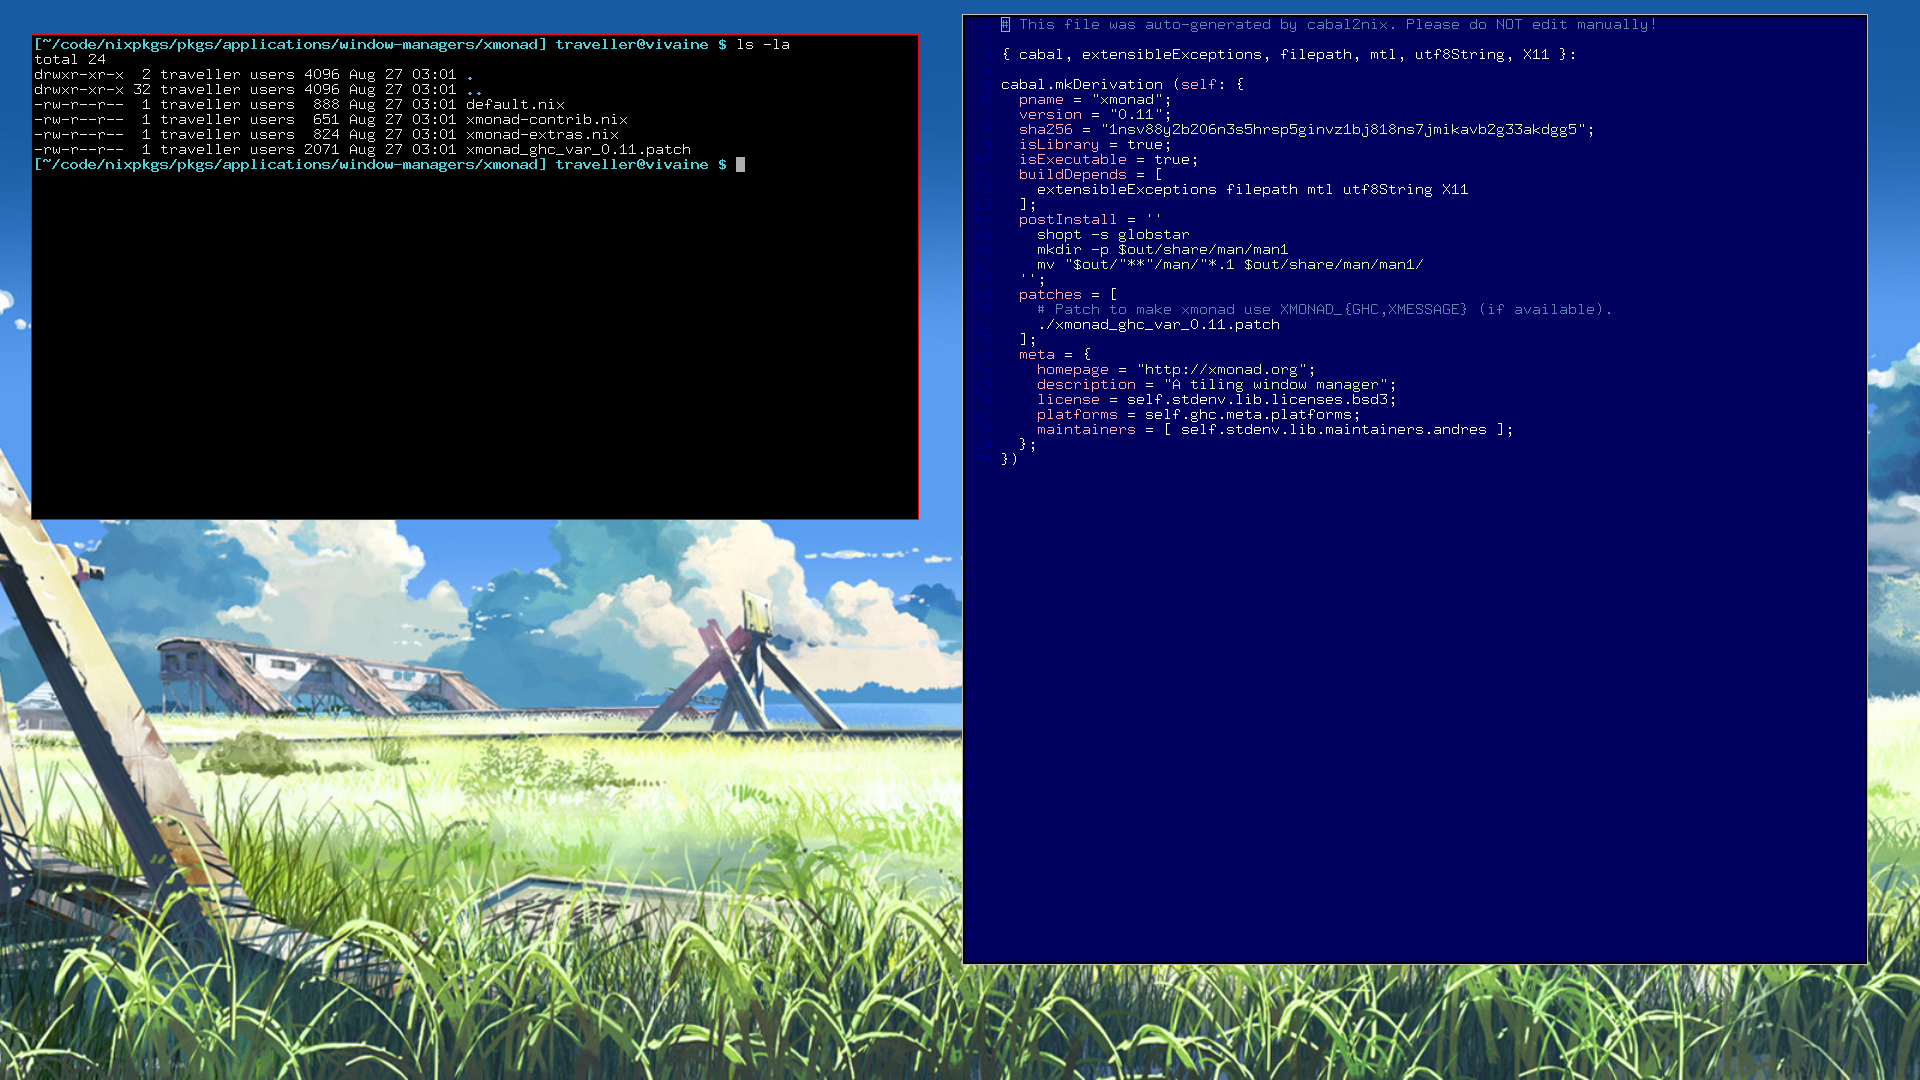 [~/code/nixpkgs/pkgs/applications/window-managers/xmonad] traveller@vivaine $ ls -la
total 24
drwxr-xr-x  2 traveller users 4096 Aug 27 03:01 .
drwxr-xr-x 32 traveller users 4096 Aug 27 03:01 ..
-rw-r--r--  1 traveller users  888 Aug 27 03:01 default.nix
-rw-r--r--  1 traveller users  651 Aug 27 03:01 xmonad-contrib.nix
-rw-r--r--  1 traveller users  824 Aug 27 03:01 xmonad-extras.nix
-rw-r--r--  1 traveller users 2071 Aug 27 03:01 xmonad_ghc_var_0.11.patch
[~/code/nixpkgs/pkgs/applications/window-managers/xmonad] traveller@vivaine $
# This file was auto-generated by cabal2nix. Please do NOT edit manually!
{ cabal, extensibleExceptions, filepath, mtl, utf8String, X11 }:
cabal.mkDerivation (self: {
  pname = "xmonad";
  version = "0.11";
  sha256 = "1nsv88y2b206n3s5hrsp5ginvz1bj818ns7jmikavb2g33akdgg5";
  isLibrary = true;
  isExecutable = true;
  buildDepends = [
    extensibleExceptions filepath mtl utf8String X11
  ];
  postInstall = ''
    shopt -s globstar
    mkdir -p $out/share/man/man1
    mv "$out/"**"/man/"*.1 $out/share/man/man1/
  '';
  patches = [
    # Patch to make xmonad use XMONAD_{GHC,XMESSAGE} (if available).
    ./xmonad_ghc_var_0.11.patch
  ];
  meta = {
    homepage = "http://xmonad.org";
    description = "A tiling window manager";
    license = self.stdenv.lib.licenses.bsd3;
    platforms = self.ghc.meta.platforms;
    maintainers = [ self.stdenv.lib.maintainers.andres ];
  };
})